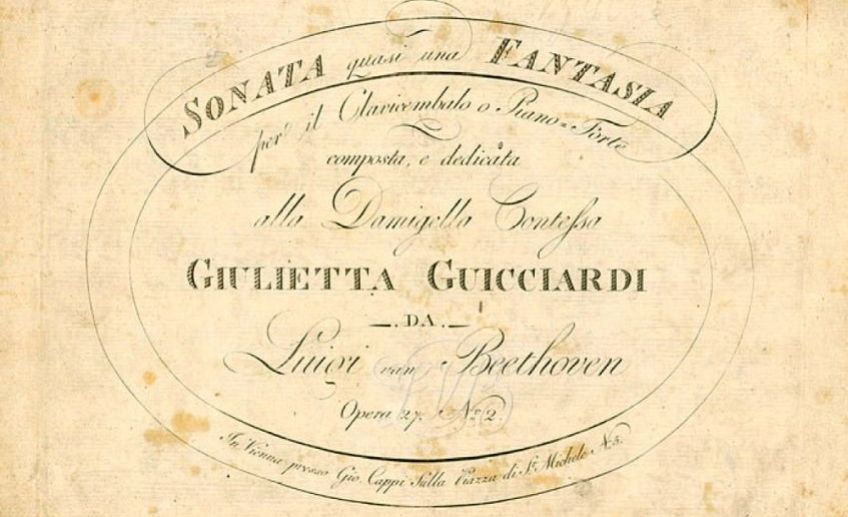 SONATA quasi una FANTASIA
per il Clavicembalo o Piano=Forte
composta, e dedicata
alla Damigella Contessa
GIULIETTA GUICCIARDI
DA
Luigi van Beethoven
Opera 27. No. 2.
In Vienna presso Gio. Cappi Sulla Piazza di St. Michele No. 5.